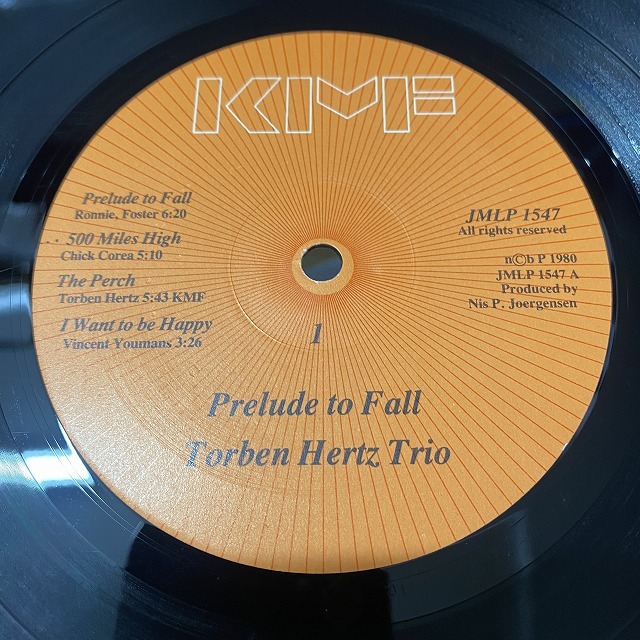 KMF
Prelude to Fall
Ronnie, Foster 6:20
500 Miles High
Chick Corea 5:10
The Perch
Torben Hertz 5:43 KMF
I Want to be Happy
Vincent Youmans 3:26
JMLP 1547
All rights reserved
n©b P 1980
JMLP 1547 A
Produced by
Nis P. Joergensen
1
Prelude to Fall
Torben Hertz Trio